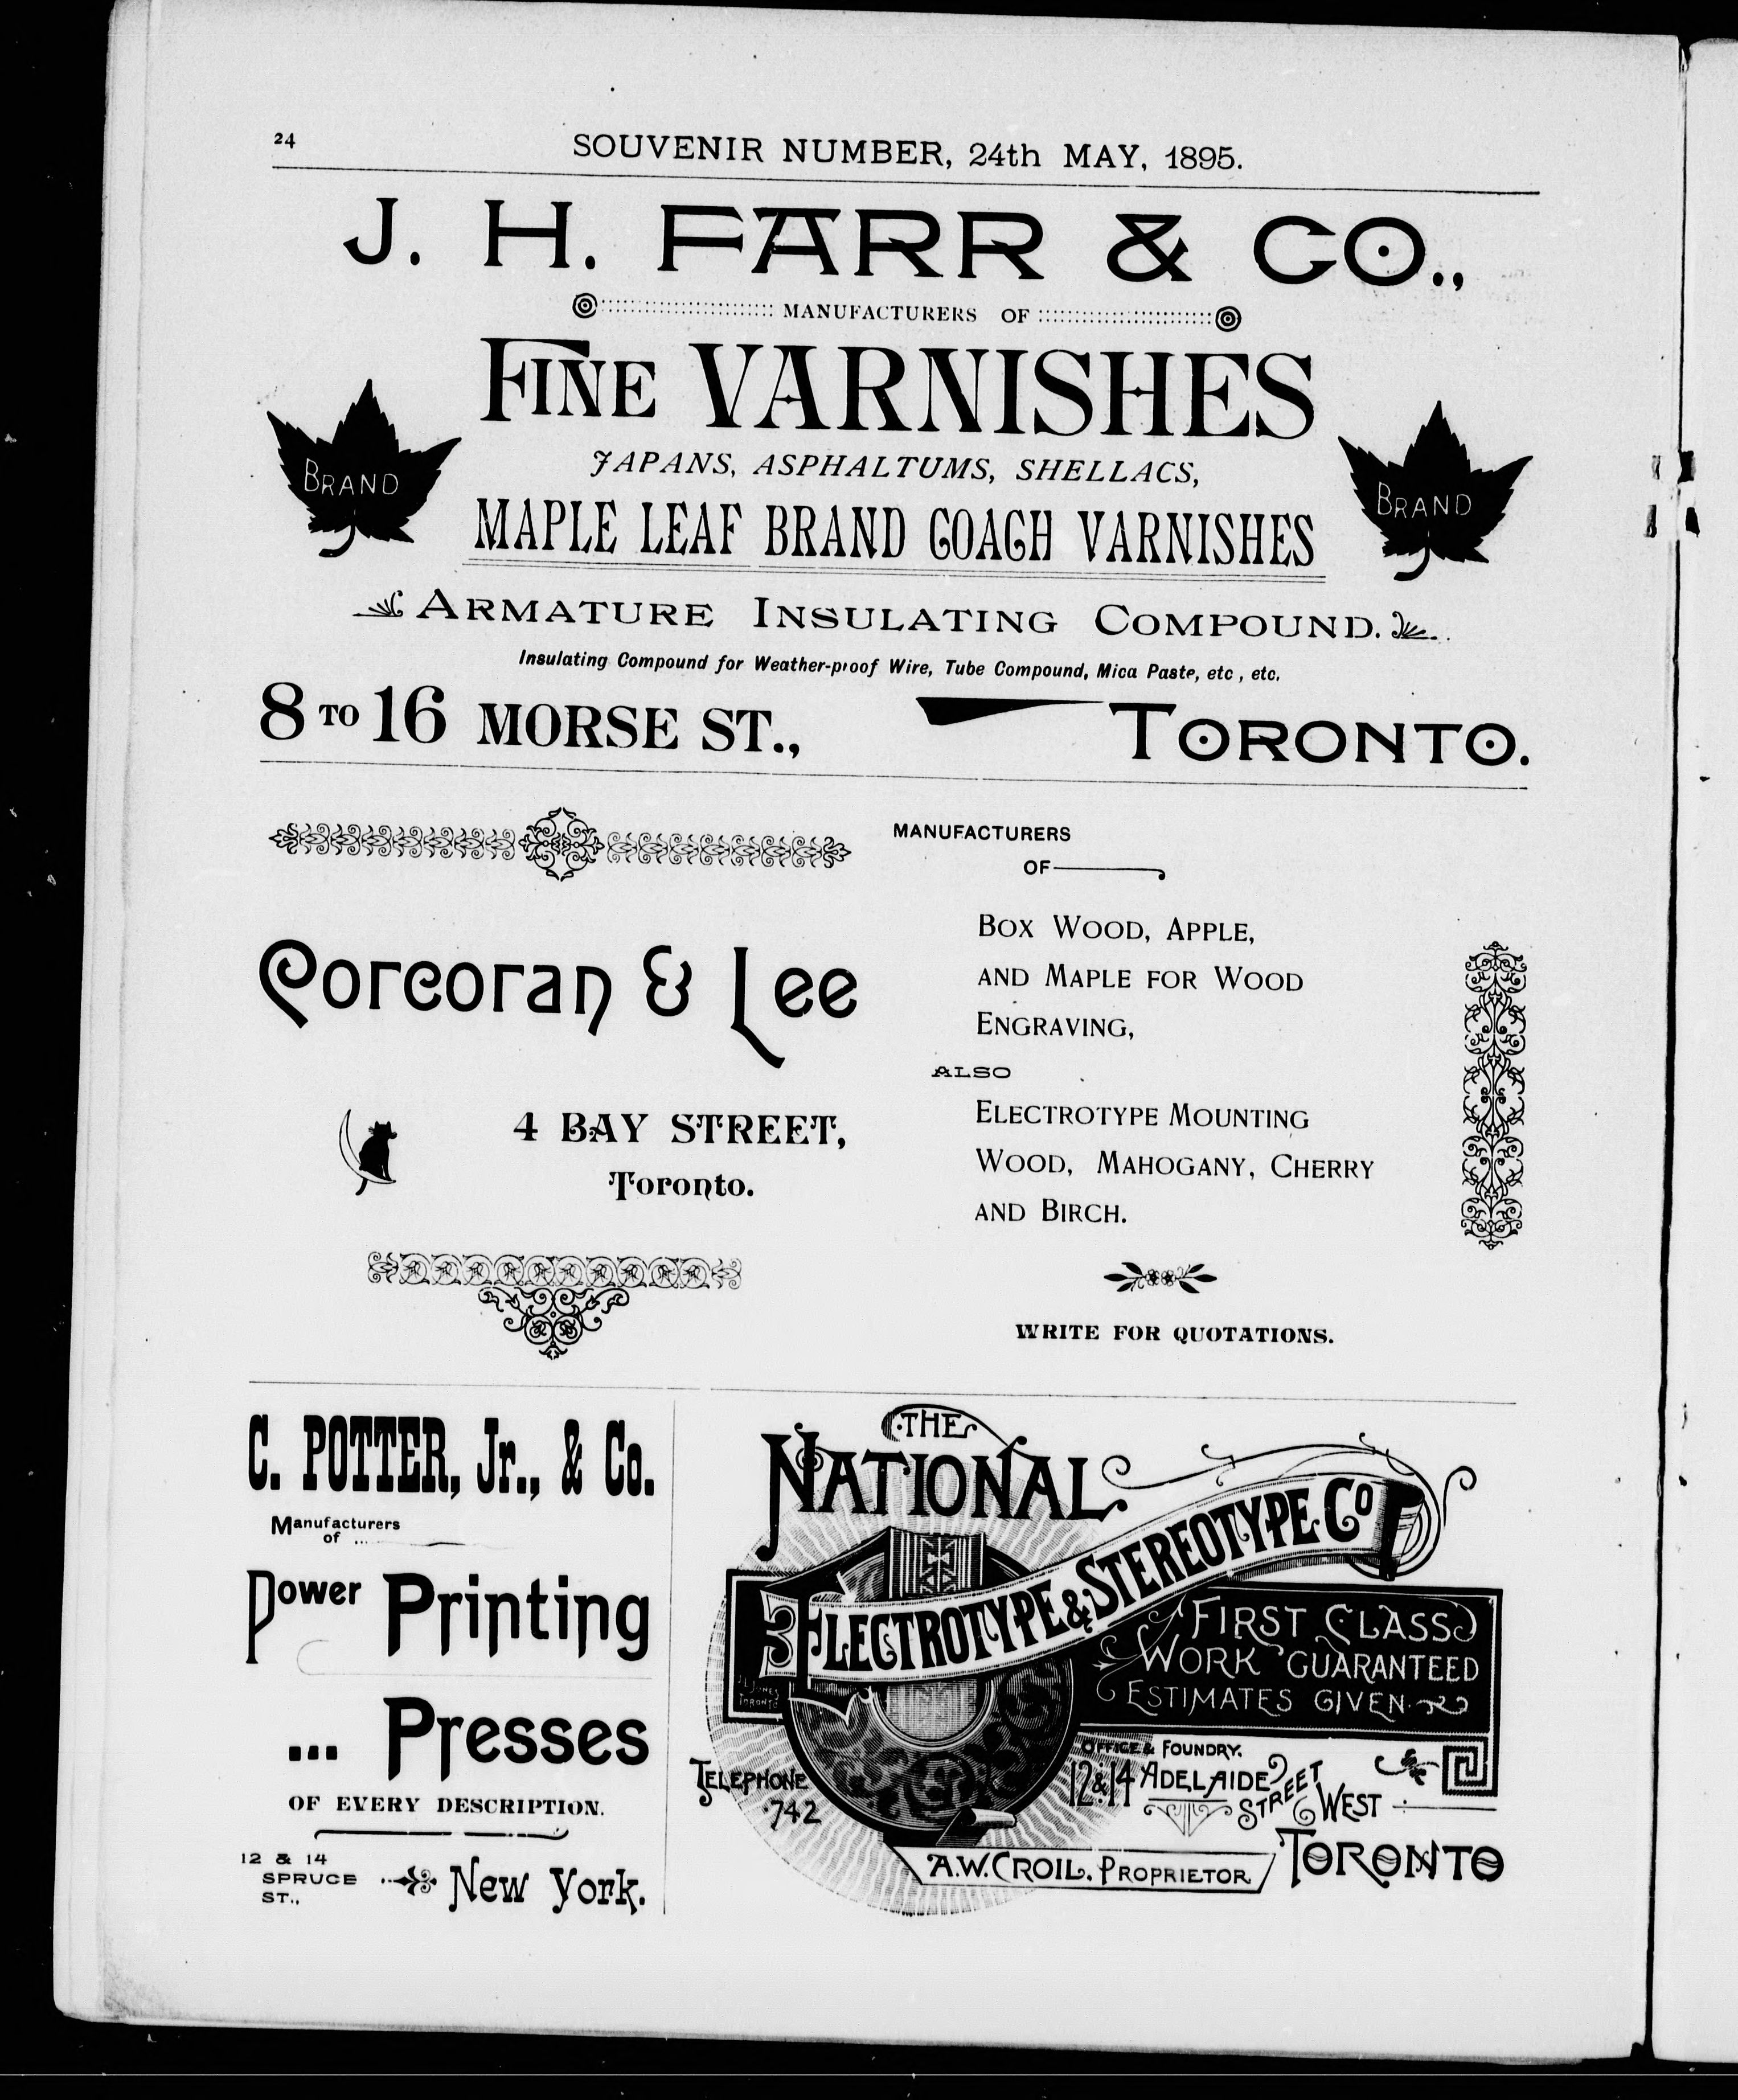 24
SOUVENIR NUMBER, 24th MAY, 1895.
J. H. FARR & CO.,
MANUFACTURERS OF
FINE VARNISHES
JAPANS, ASPHALTUMS, SHELLACS,
BRAND
BRAND
MAPLE LEAF BRAND COACH VARNISHES
ARMATURE INSULATING COMPOUND.
Insulating Compound for Weather-proof Wire, Tube Compound, Mica Paste, etc, etc.
8 TO 16 MORSE ST., TORONTO.
Corcoran & Lee
4 BAY STREET,
Toronto.
MANUFACTURERS
OF
BOX WOOD, APPLE,
AND MAPLE FOR WOOD
ENGRAVING,
ALSO
ELECTROTYPE MOUNTING
WOOD, MAHOGANY, CHERRY
AND BIRCH.
WRITE FOR QUOTATIONS.
C. POTTER, Jr., & Co.
Manufacturers
of ...
Power Printing
... Presses
OF EVERY DESCRIPTION.
12 & 14
SPRUCE
ST.,
New York.
THE
NATIONAL
ELECTROTYPE & STEREOTYPE Co
FIRST CLASS
WORK GUARANTEED
ESTIMATES GIVEN
J.L. JONES
TORONTO
TELEPHONE
742
OFFICE & FOUNDRY.
12 & 14 ADELAIDE STREET WEST
TORONTO
A.W. CROIL, PROPRIETOR